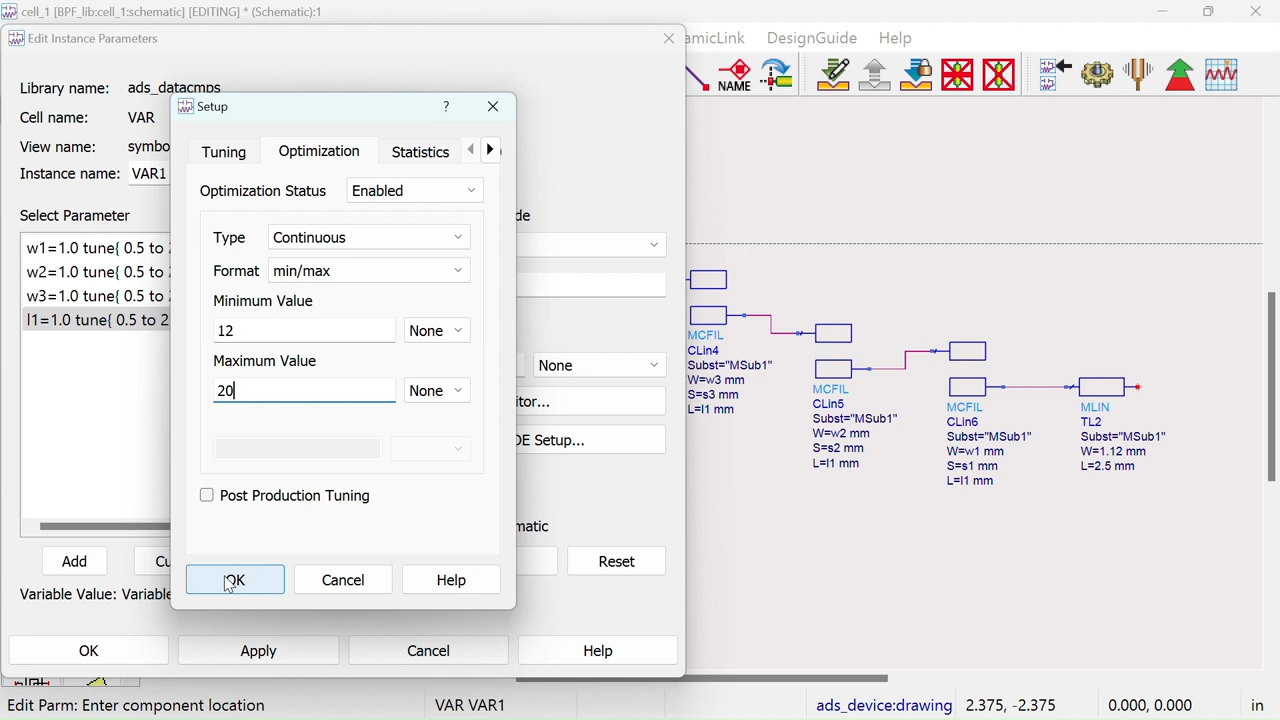 cell_1 [BPF_lib:cell_1:schematic] [EDITING] * (Schematic):1
Edit Instance Parameters
amicLink DesignGuide Help
NAME
Library name: ads_datacmps
Cell name: VAR
View name: symbo
Instance name: VAR1
Select Parameter
w1=1.0 tune{ 0.5 to
w2=1.0 tune{ 0.5 to
w3=1.0 tune{ 0.5 to
l1=1.0 tune{ 0.5 to 2
Add
Cu
Variable Value: Variable
OK
Apply
Cancel
Help
Setup
?
Tuning
Optimization
Statistics
Optimization Status Enabled
Type Continuous
Format min/max
Minimum Value
12 None
Maximum Value
20 None
Post Production Tuning
OK
Cancel
Help
de
None
itor...
DE Setup...
matic
Reset
MCFIL
CLin4
Subst="MSub1"
W=w3 mm
S=s3 mm
L=l1 mm
MCFIL
CLin5
Subst="MSub1"
W=w2 mm
S=s2 mm
L=l1 mm
MCFIL
CLin6
Subst="MSub1"
W=w1 mm
S=s1 mm
L=l1 mm
MLIN
TL2
Subst="MSub1"
W=1.12 mm
L=2.5 mm
Edit Parm: Enter component location
VAR VAR1
ads_device:drawing
2.375, -2.375
0.000, 0.000
in